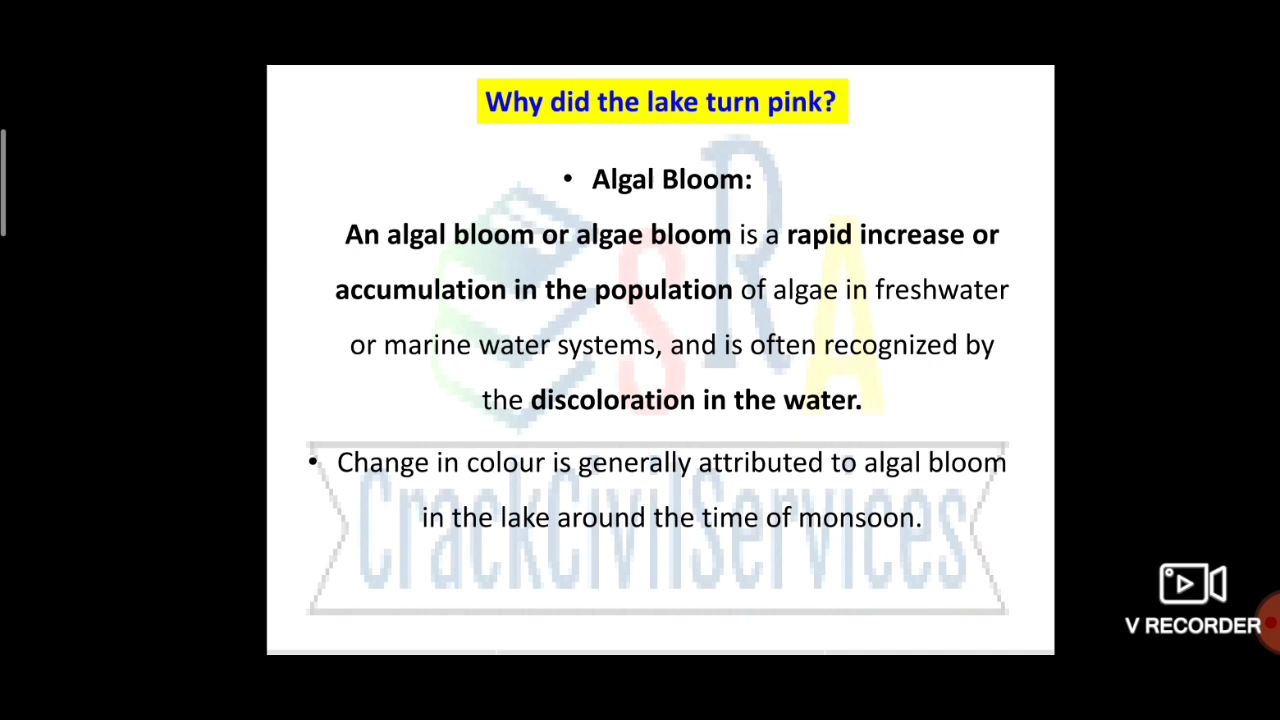 Why did the lake turn pink?
• Algal Bloom:
An algal bloom or algae bloom is a rapid increase or
accumulation in the population of algae in freshwater
or marine water systems, and is often recognized by
the discoloration in the water.
• Change in colour is generally attributed to algal bloom
in the lake around the time of monsoon.
SRA
CrackCivilServices
V RECORDER